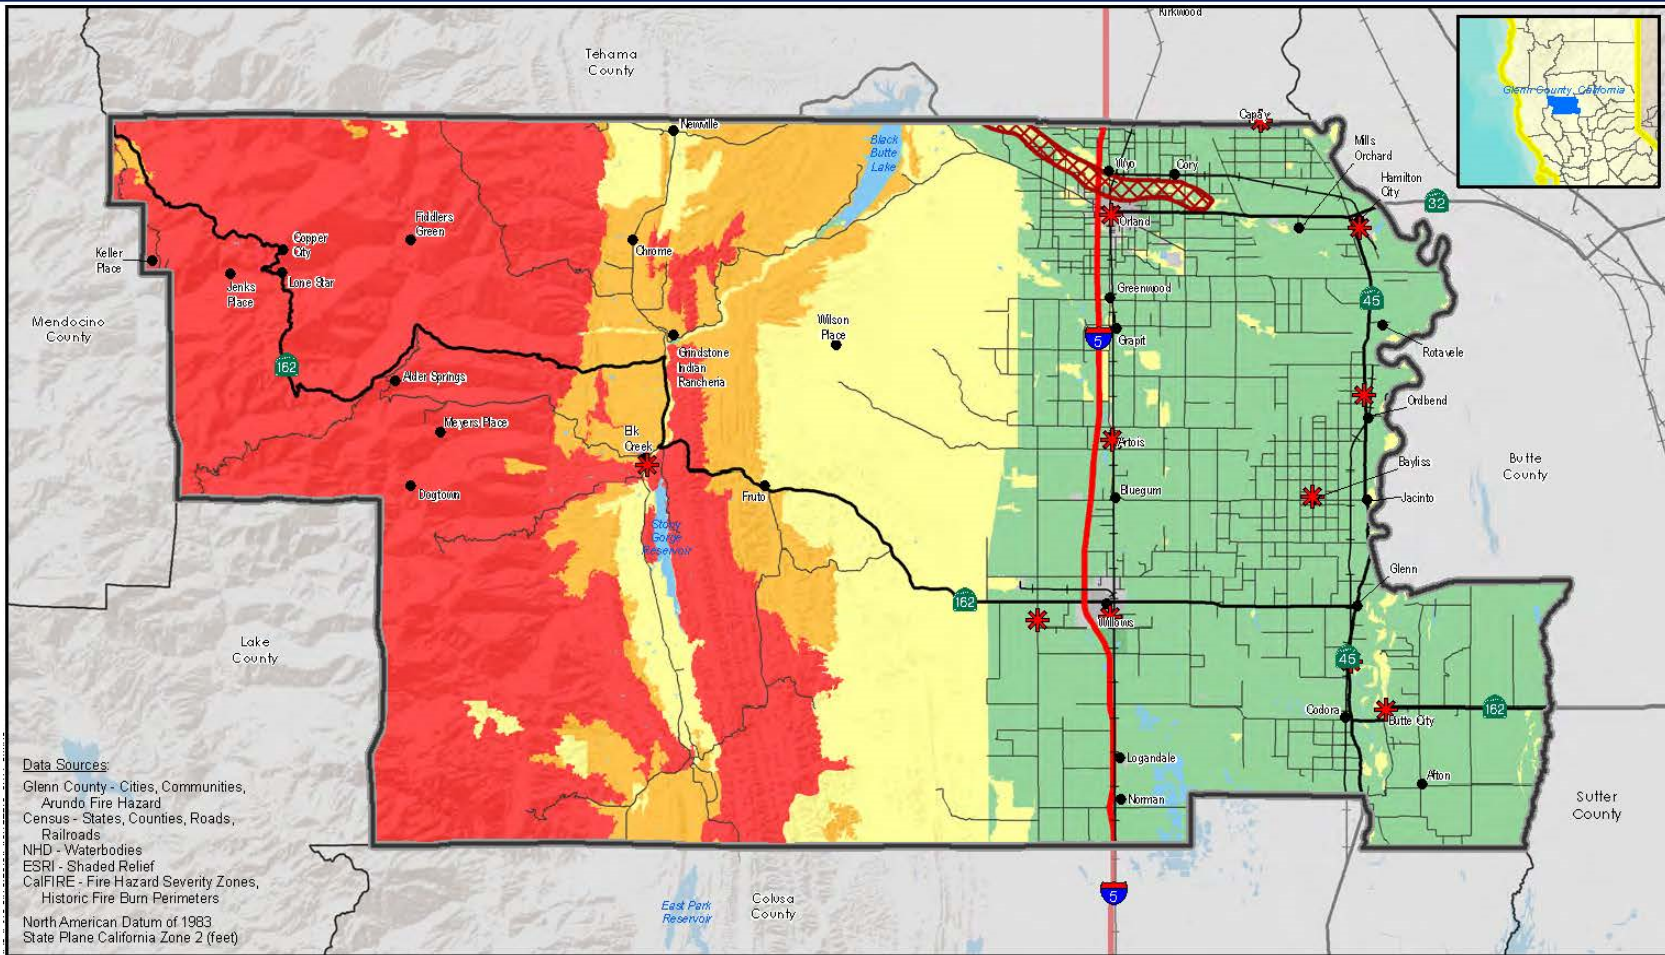 Kirkwood
Tehama
County
Glenn County, California
Capay
Newville
Black
Butte
Lake
Mills
Orchard
Wyo
Cory
Hamilton
City
32
Orland
Fiddlers
Green
Copper
City
Chrome
Keller
Place
Jenks
Place
Lone Star
Greenwood
45
Mendocino
County
Wilson
Place
5
Grapit
Rotavele
Grindstone
Indian
Rancheria
162
Alder Springs
Ordbend
Meyers Place
Elk
Creek
Artois
Bayliss
Butte
County
Dogtown
Fruto
Bluegum
Jacinto
Stony
Gorge
Reservoir
Glenn
162
Willows
Lake
County
45
162
Codora
Butte City
Logandale
Afton
Norman
Sutter
County
Data Sources:
Glenn County - Cities, Communities,
Arundo Fire Hazard
Census - States, Counties, Roads,
Railroads
NHD - Waterbodies
ESRI - Shaded Relief
CalFIRE - Fire Hazard Severity Zones,
Historic Fire Burn Perimeters
North American Datum of 1983
State Plane California Zone 2 (feet)
East Park
Reservoir
Colusa
County
5